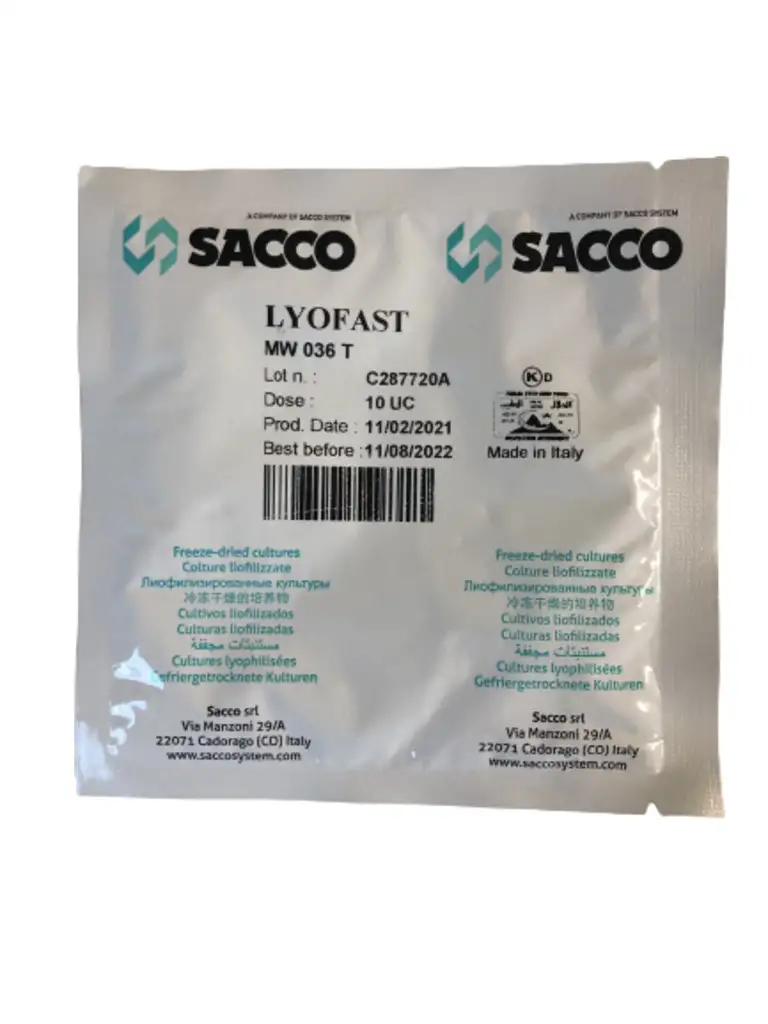 A COMPANY OF SACCO SYSTEM
SACCO
A COMPANY OF SACCO SYSTEM
SACCO
LYOFAST
MW 036 T
Lot n. : C287720A
Dose : 10 UC
Prod. Date : 11/02/2021
Best before : 11/08/2022
K D
Made in Italy
Freeze-dried cultures
Colture liofilizzate
Лиофилизированные культуры
冷冻干燥的培养物
Cultivos liofilizados
Culturas liofilizadas
مستنبتات مجففة
Cultures lyophilisées
Gefriergetrocknete Kulturen
Sacco srl
Via Manzoni 29/A
22071 Cadorago (CO) Italy
www.saccosystem.com
Freeze-dried cultures
Colture liofilizzate
Лиофилизированные культуры
冷冻干燥的培养物
Cultivos liofilizados
Culturas liofilizadas
مستنبتات مجففة
Cultures lyophilisées
Gefriergetrocknete Kulturen
Sacco srl
Via Manzoni 29/A
22071 Cadorago (CO) Italy
www.saccosystem.com